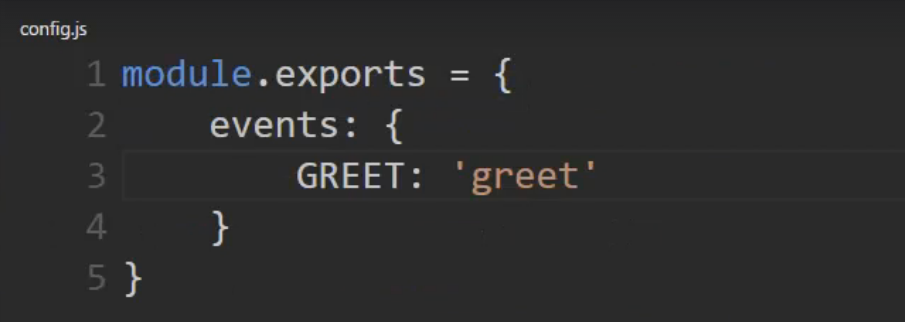 config.js
1 module.exports = {
2 events: {
3 GREET: 'greet'
4 }
5 }